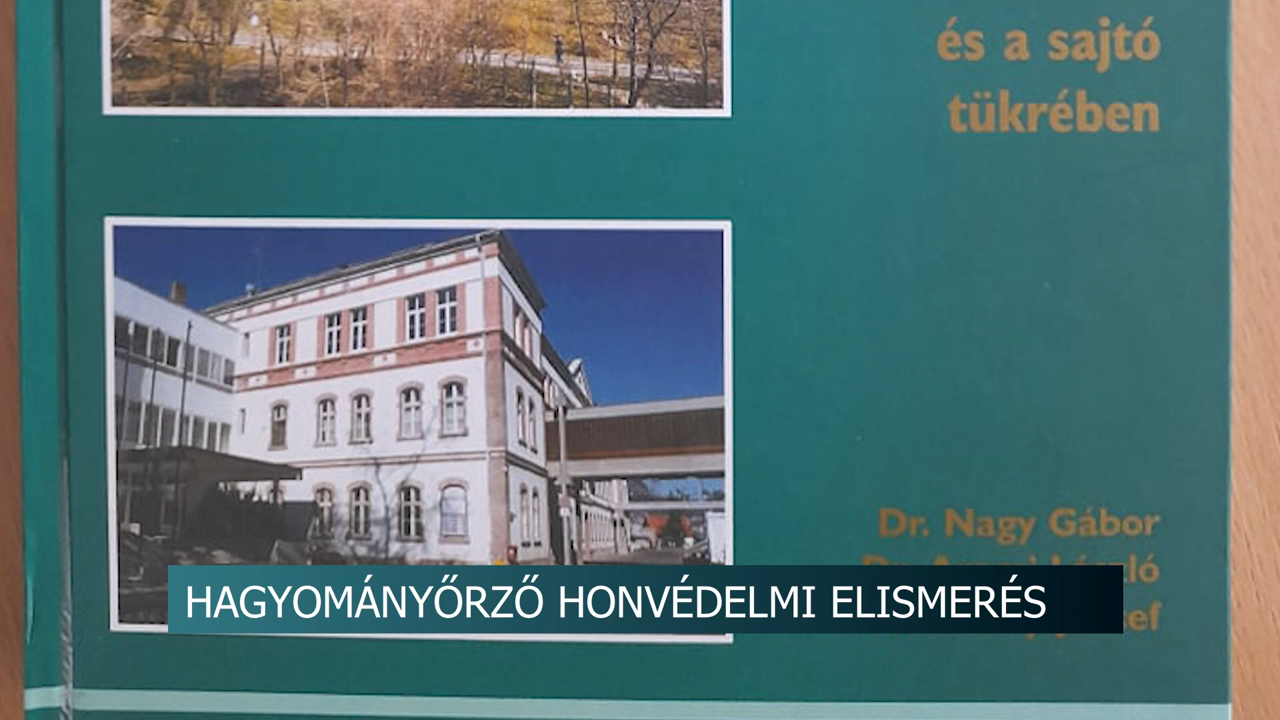 és a sajtó
tükrében
Dr. Nagy Gábor
HAGYOMÁNYŐRZŐ HONVÉDELMI ELISMERÉS